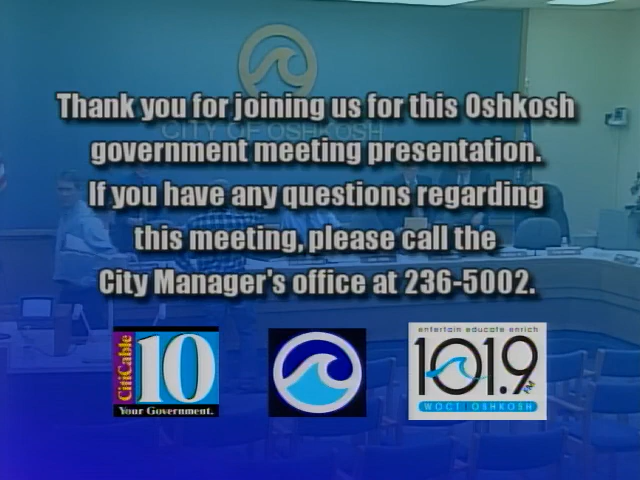 Thank you for joining us for this Oshkosh
CITY OF OSHKOSH
government meeting presentation.
If you have any questions regarding
this meeting, please call the
City Manager's office at 236-5002.
CitiCable
10
Your Government.
entertain educate enrich
101.9
FM
WOCT OSHKOSH